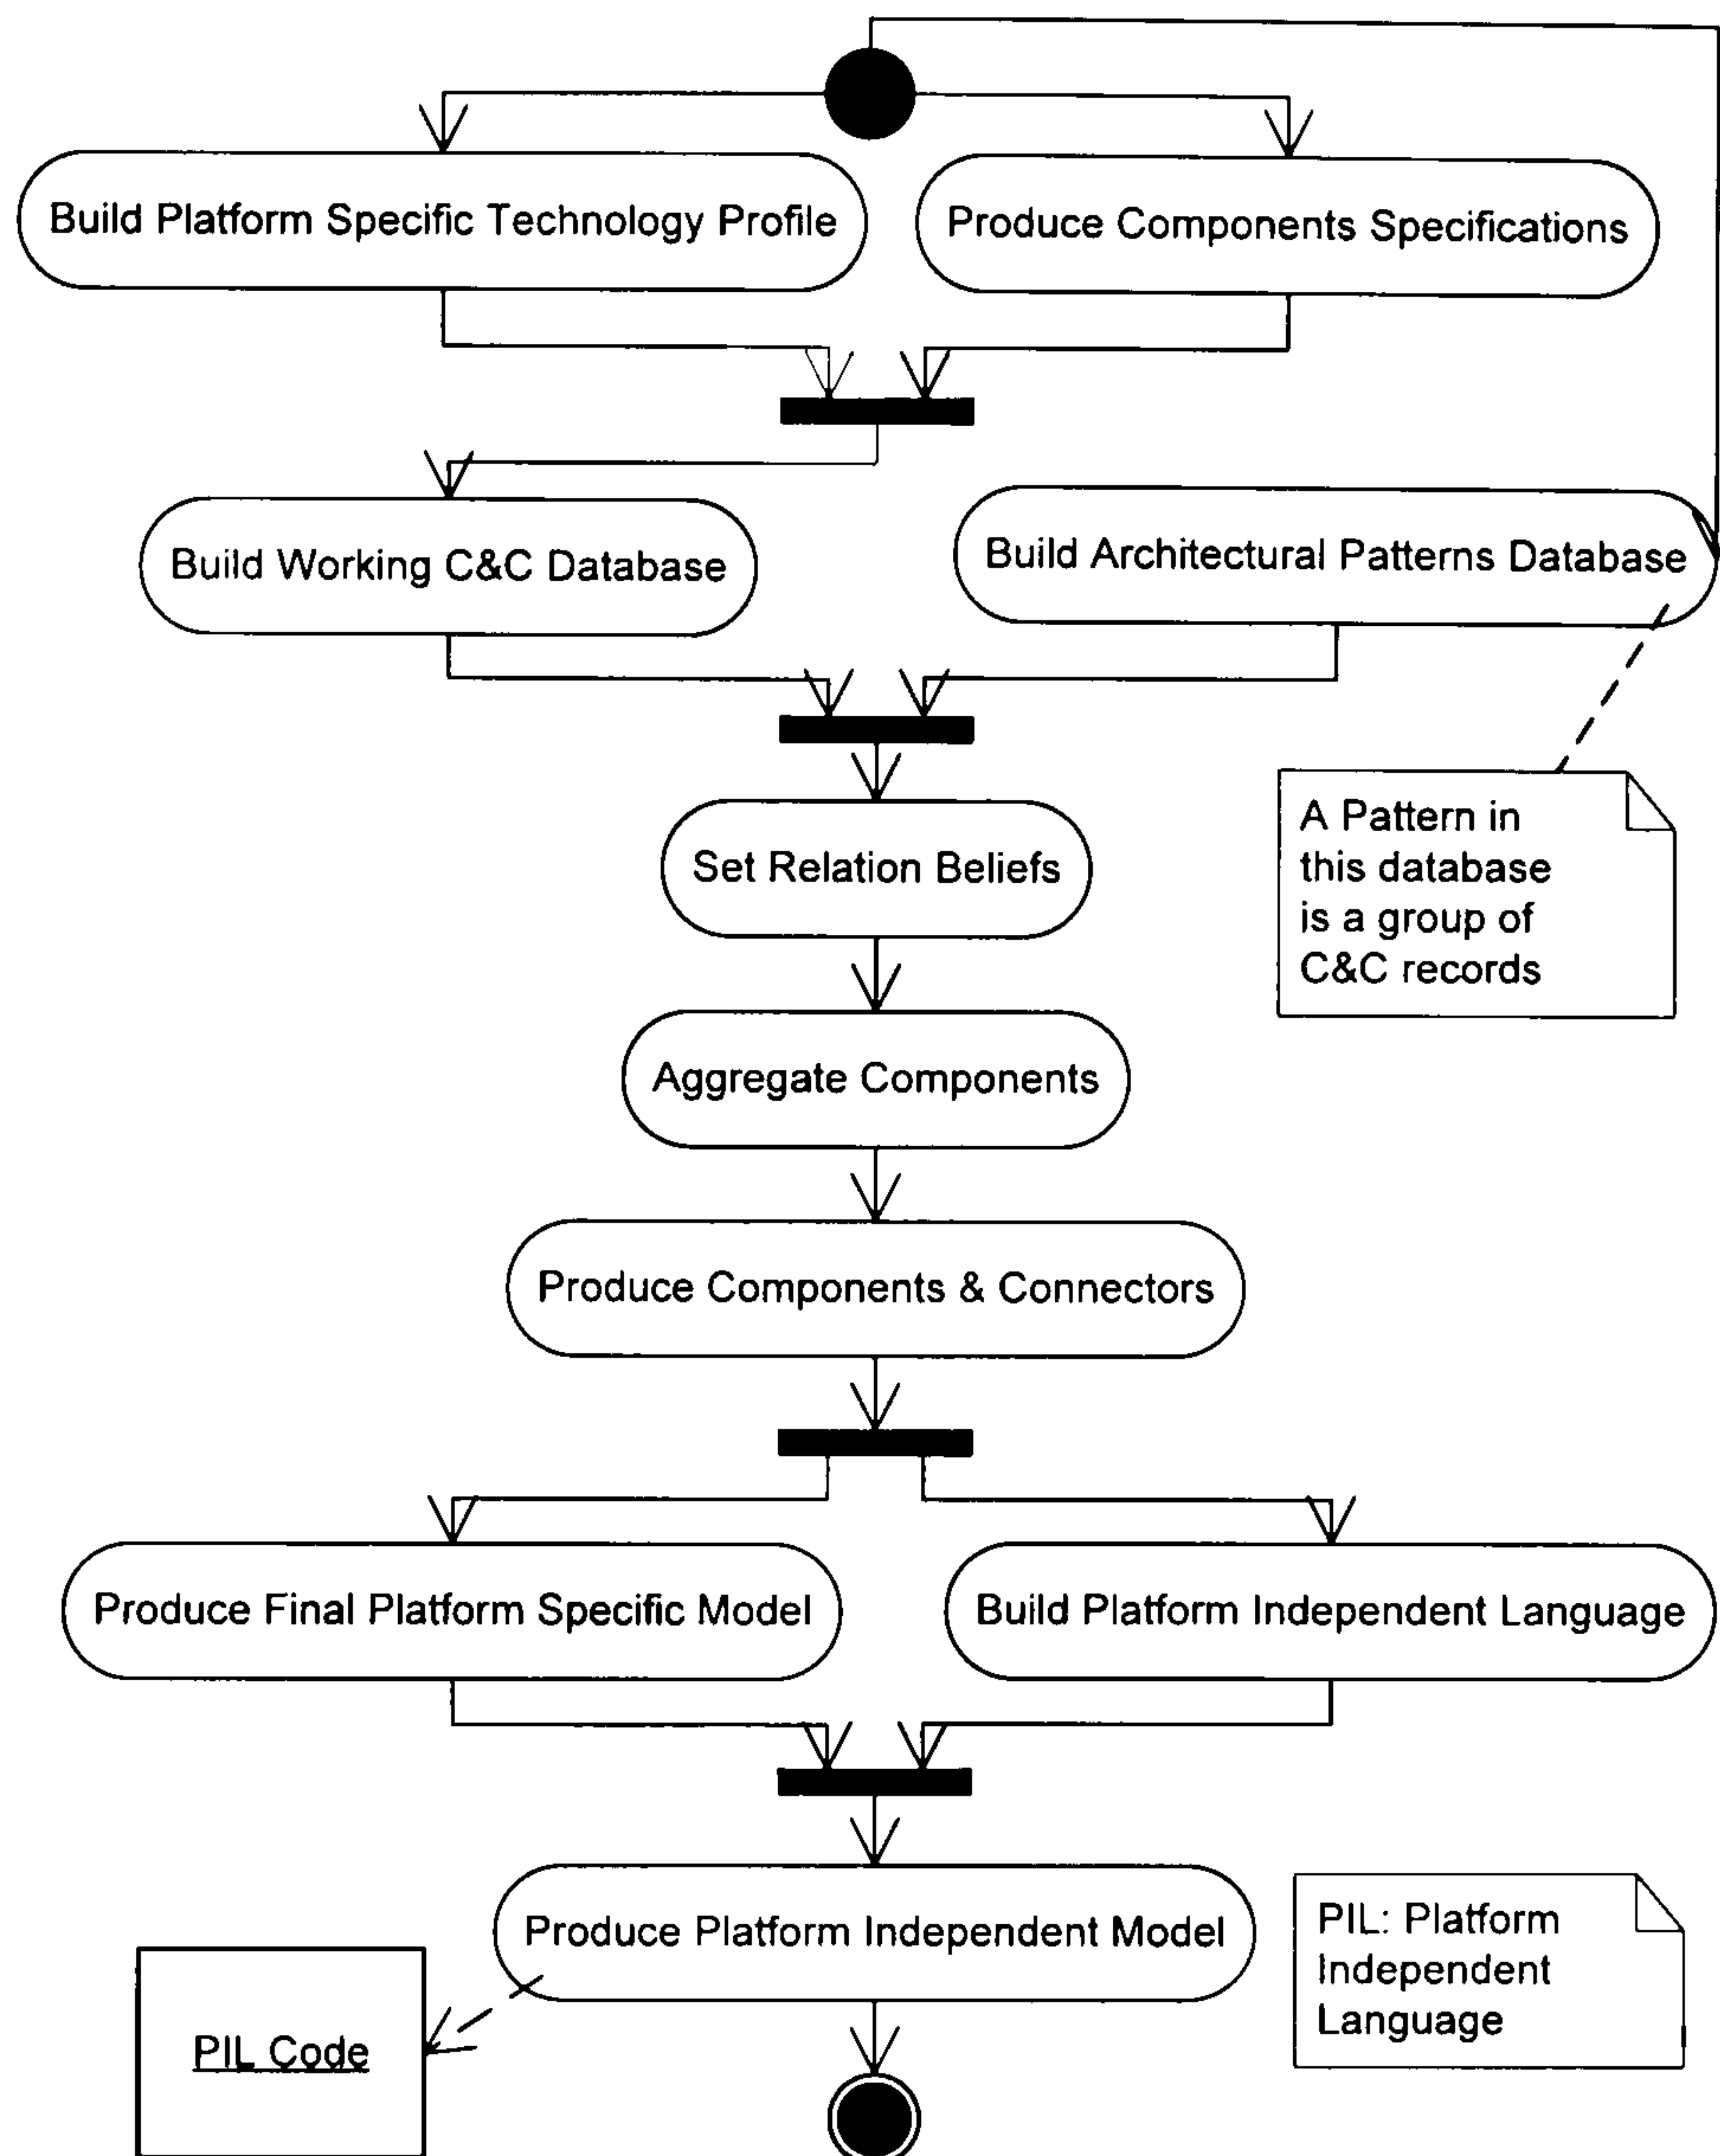 Build Platform Specific Technology Profile
Produce Components Specifications
Build Working C&C Database
Build Architectural Patterns Database
Set Relation Beliefs
A Pattern in
this database
is a group of
C&C records
Aggregate Components
Produce Components & Connectors
Produce Final Platform Specific Model
Build Platform Independent Language
Produce Platform Independent Model
PIL: Platform
Independent
Language
PIL Code